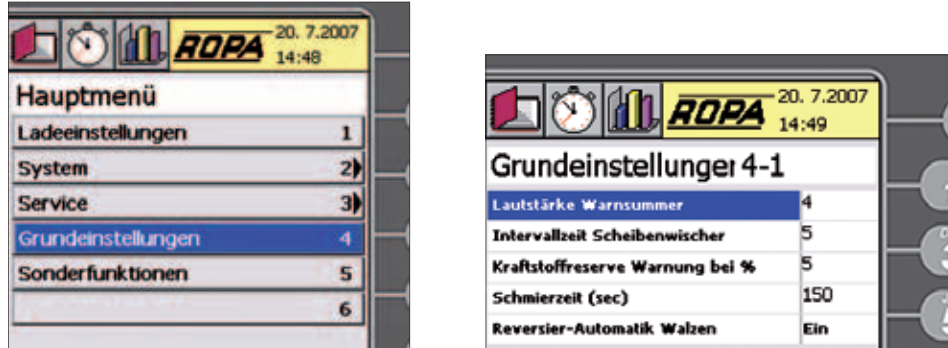 ROPA
20. 7.2007
14:48
Hauptmenü
Ladeeinstellungen 1
System 2
Service 3
Grundeinstellungen 4
Sonderfunktionen 5
6
ROPA
20. 7.2007
14:49
Grundeinstellunger 4-1
Lautstärke Warnsummer 4
Intervallzeit Scheibenwischer 5
Kraftstoffreserve Warnung bei % 5
Schmierzeit (sec) 150
Reversier-Automatik Walzen Ein